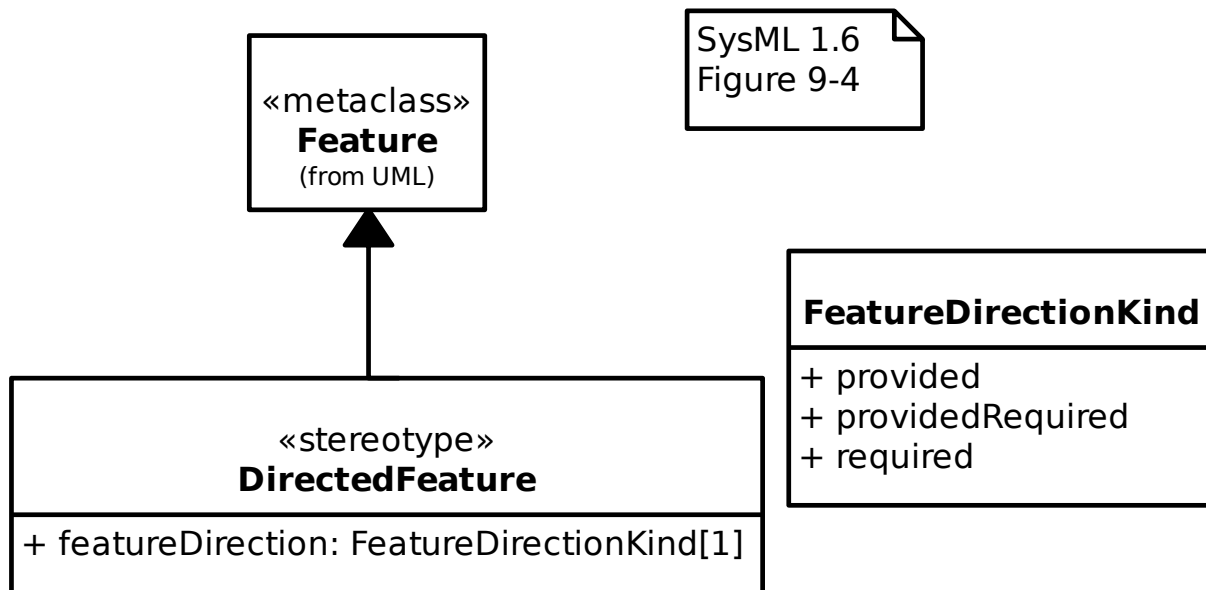 «metaclass»
Feature
(from UML)
SysML 1.6
Figure 9-4
FeatureDirectionKind
+ provided
+ providedRequired
+ required
«stereotype»
DirectedFeature
+ featureDirection: FeatureDirectionKind[1]